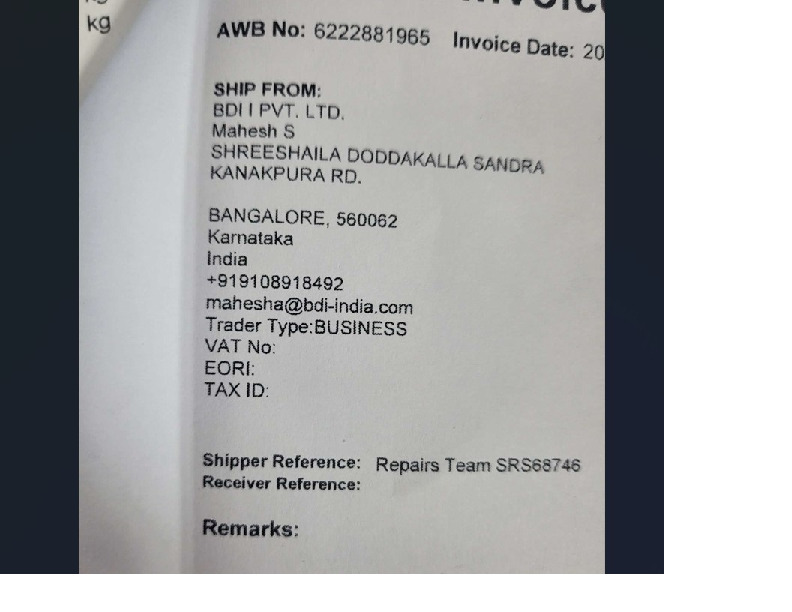 kg
AWB No: 6222881965 Invoice Date: 20
SHIP FROM:
BDI I PVT. LTD.
Mahesh S
SHREESHAILA DODDAKALLA SANDRA
KANAKPURA RD.
BANGALORE, 560062
Karnataka
India
+919108918492
mahesha@bdi-india.com
Trader Type:BUSINESS
VAT No:
EORI:
TAX ID:
Shipper Reference: Repairs Team SRS68746
Receiver Reference:
Remarks: